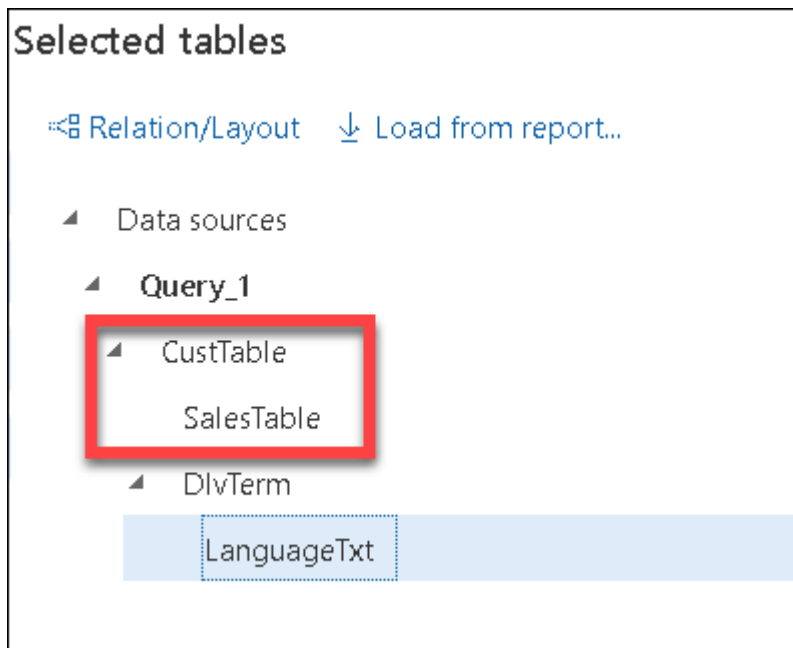 Selected tables
Relation/Layout Load from report...
Data sources
Query_1
CustTable
SalesTable
DlvTerm
LanguageTxt